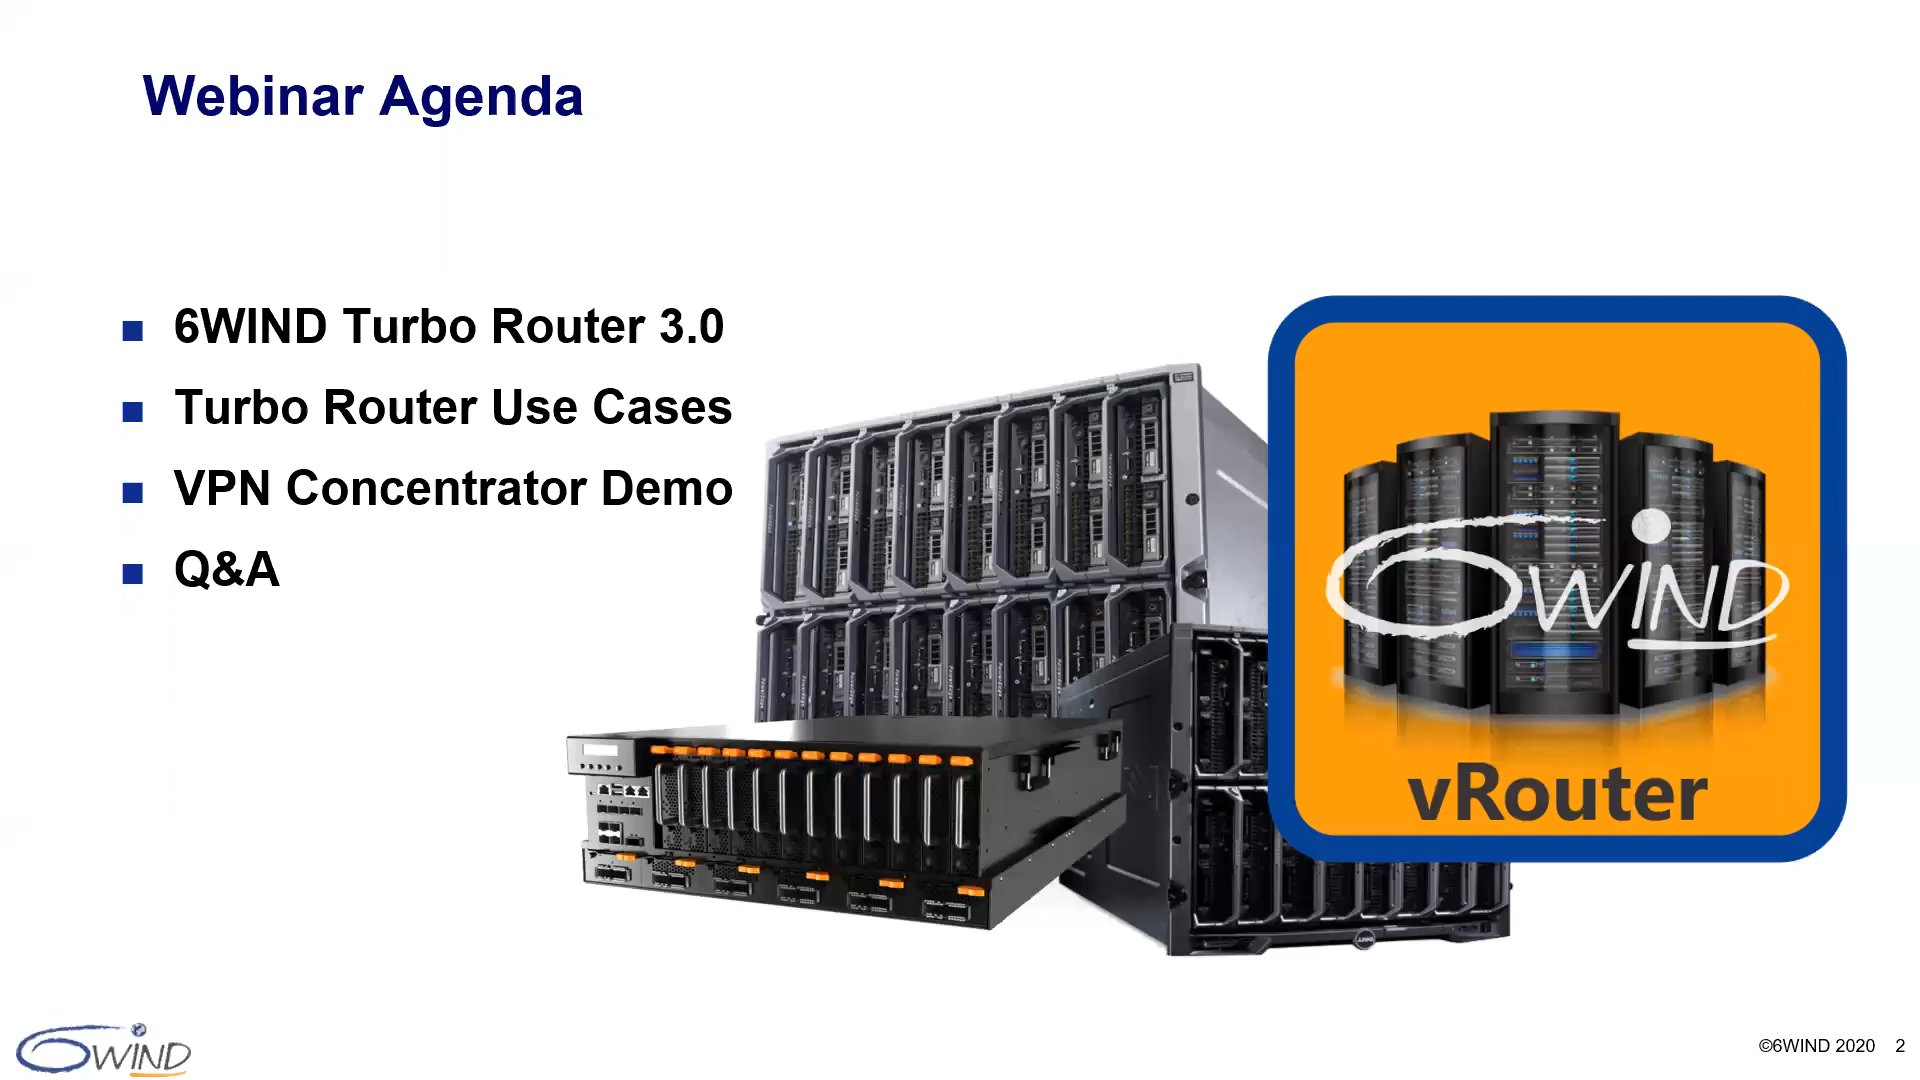 Webinar Agenda
6WIND Turbo Router 3.0
Turbo Router Use Cases
VPN Concentrator Demo
Q&A
6WIND
vRouter
6WIND
©6WIND 2020 2